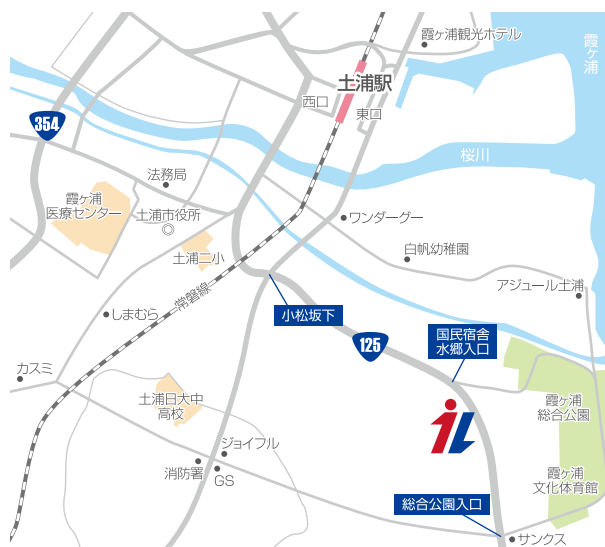 霞ヶ浦観光ホテル
霞ヶ浦
土浦駅
西口
東口
354
桜川
法務局
霞ヶ浦
医療センター
土浦市役所
ワンダーグー
土浦二小
白帆幼稚園
アジュール土浦
常磐線
しまむら
小松坂下
125
国民宿舎
水郷入口
カスミ
土浦日大中
高校
霞ヶ浦
総合公園
ジョイフル
消防署
GS
霞ヶ浦
文化体育館
総合公園入口
サンクス